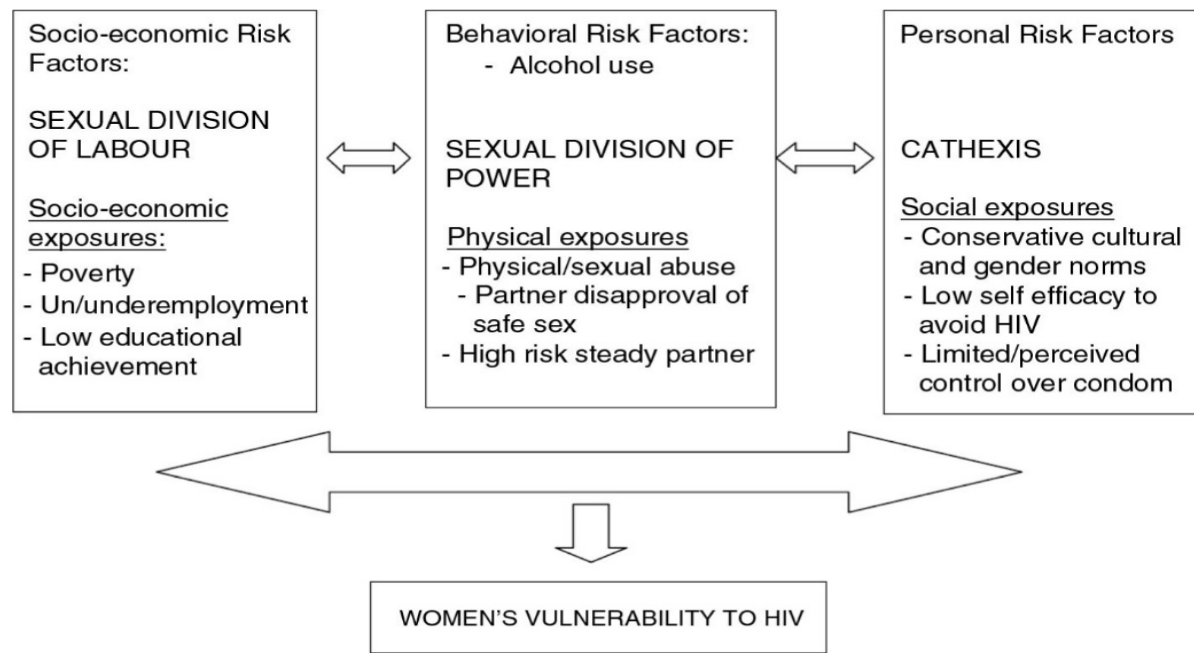 Socio-economic Risk
Factors:
SEXUAL DIVISION
OF LABOUR
Socio-economic
exposures:
- Poverty
- Un/underemployment
- Low educational
achievement
Behavioral Risk Factors:
- Alcohol use
SEXUAL DIVISION OF
POWER
Physical exposures
- Physical/sexual abuse
- Partner disapproval of
safe sex
- High risk steady partner
Personal Risk Factors
CATHEXIS
Social exposures
- Conservative cultural
and gender norms
- Low self efficacy to
avoid HIV
- Limited/perceived
control over condom
WOMEN'S VULNERABILITY TO HIV